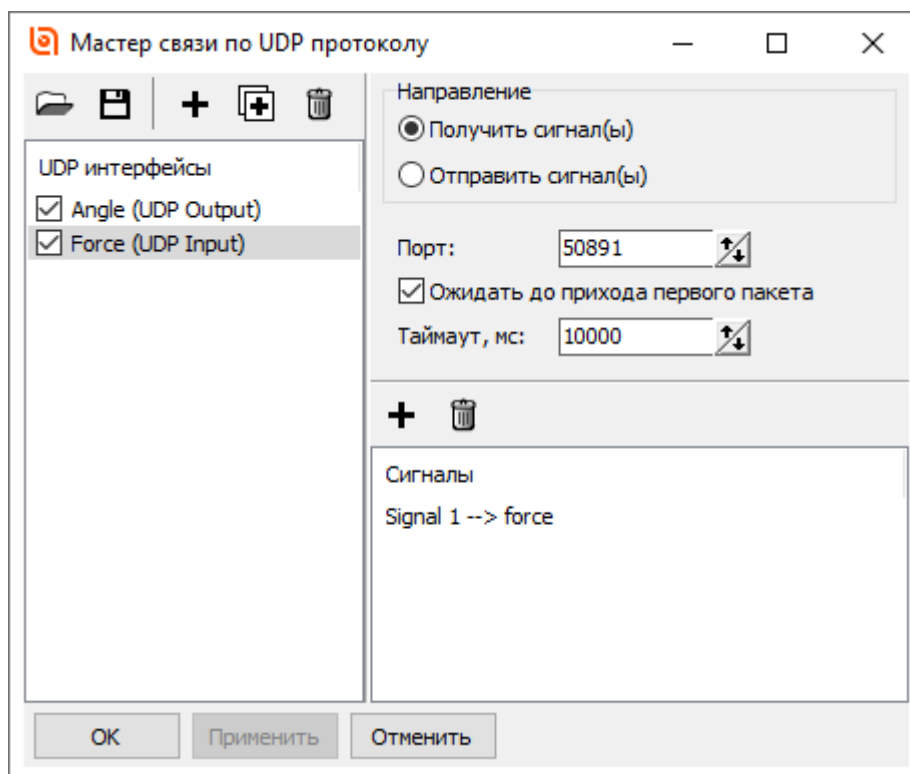 Мастер связи по UDP протоколу
UDP интерфейсы
Angle (UDP Output)
Force (UDP Input)
Направление
Получить сигнал(ы)
Отправить сигнал(ы)
Порт: 50891
Ожидать до прихода первого пакета
Таймаут, мс: 10000
Сигналы
Signal 1 --> force
OK Применить Отменить